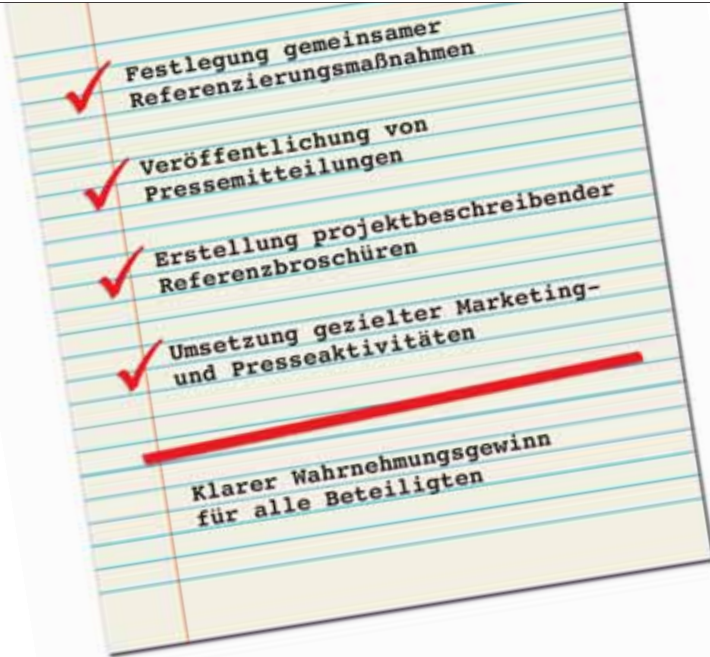 Festlegung gemeinsamer
Referenzierungsmaßnahmen
Veröffentlichung von
Pressemitteilungen
Erstellung projektbeschreibender
Referenzbroschüren
Umsetzung gezielter Marketing-
und Presseaktivitäten
Klarer Wahrnehmungsgewinn
für alle Beteiligten